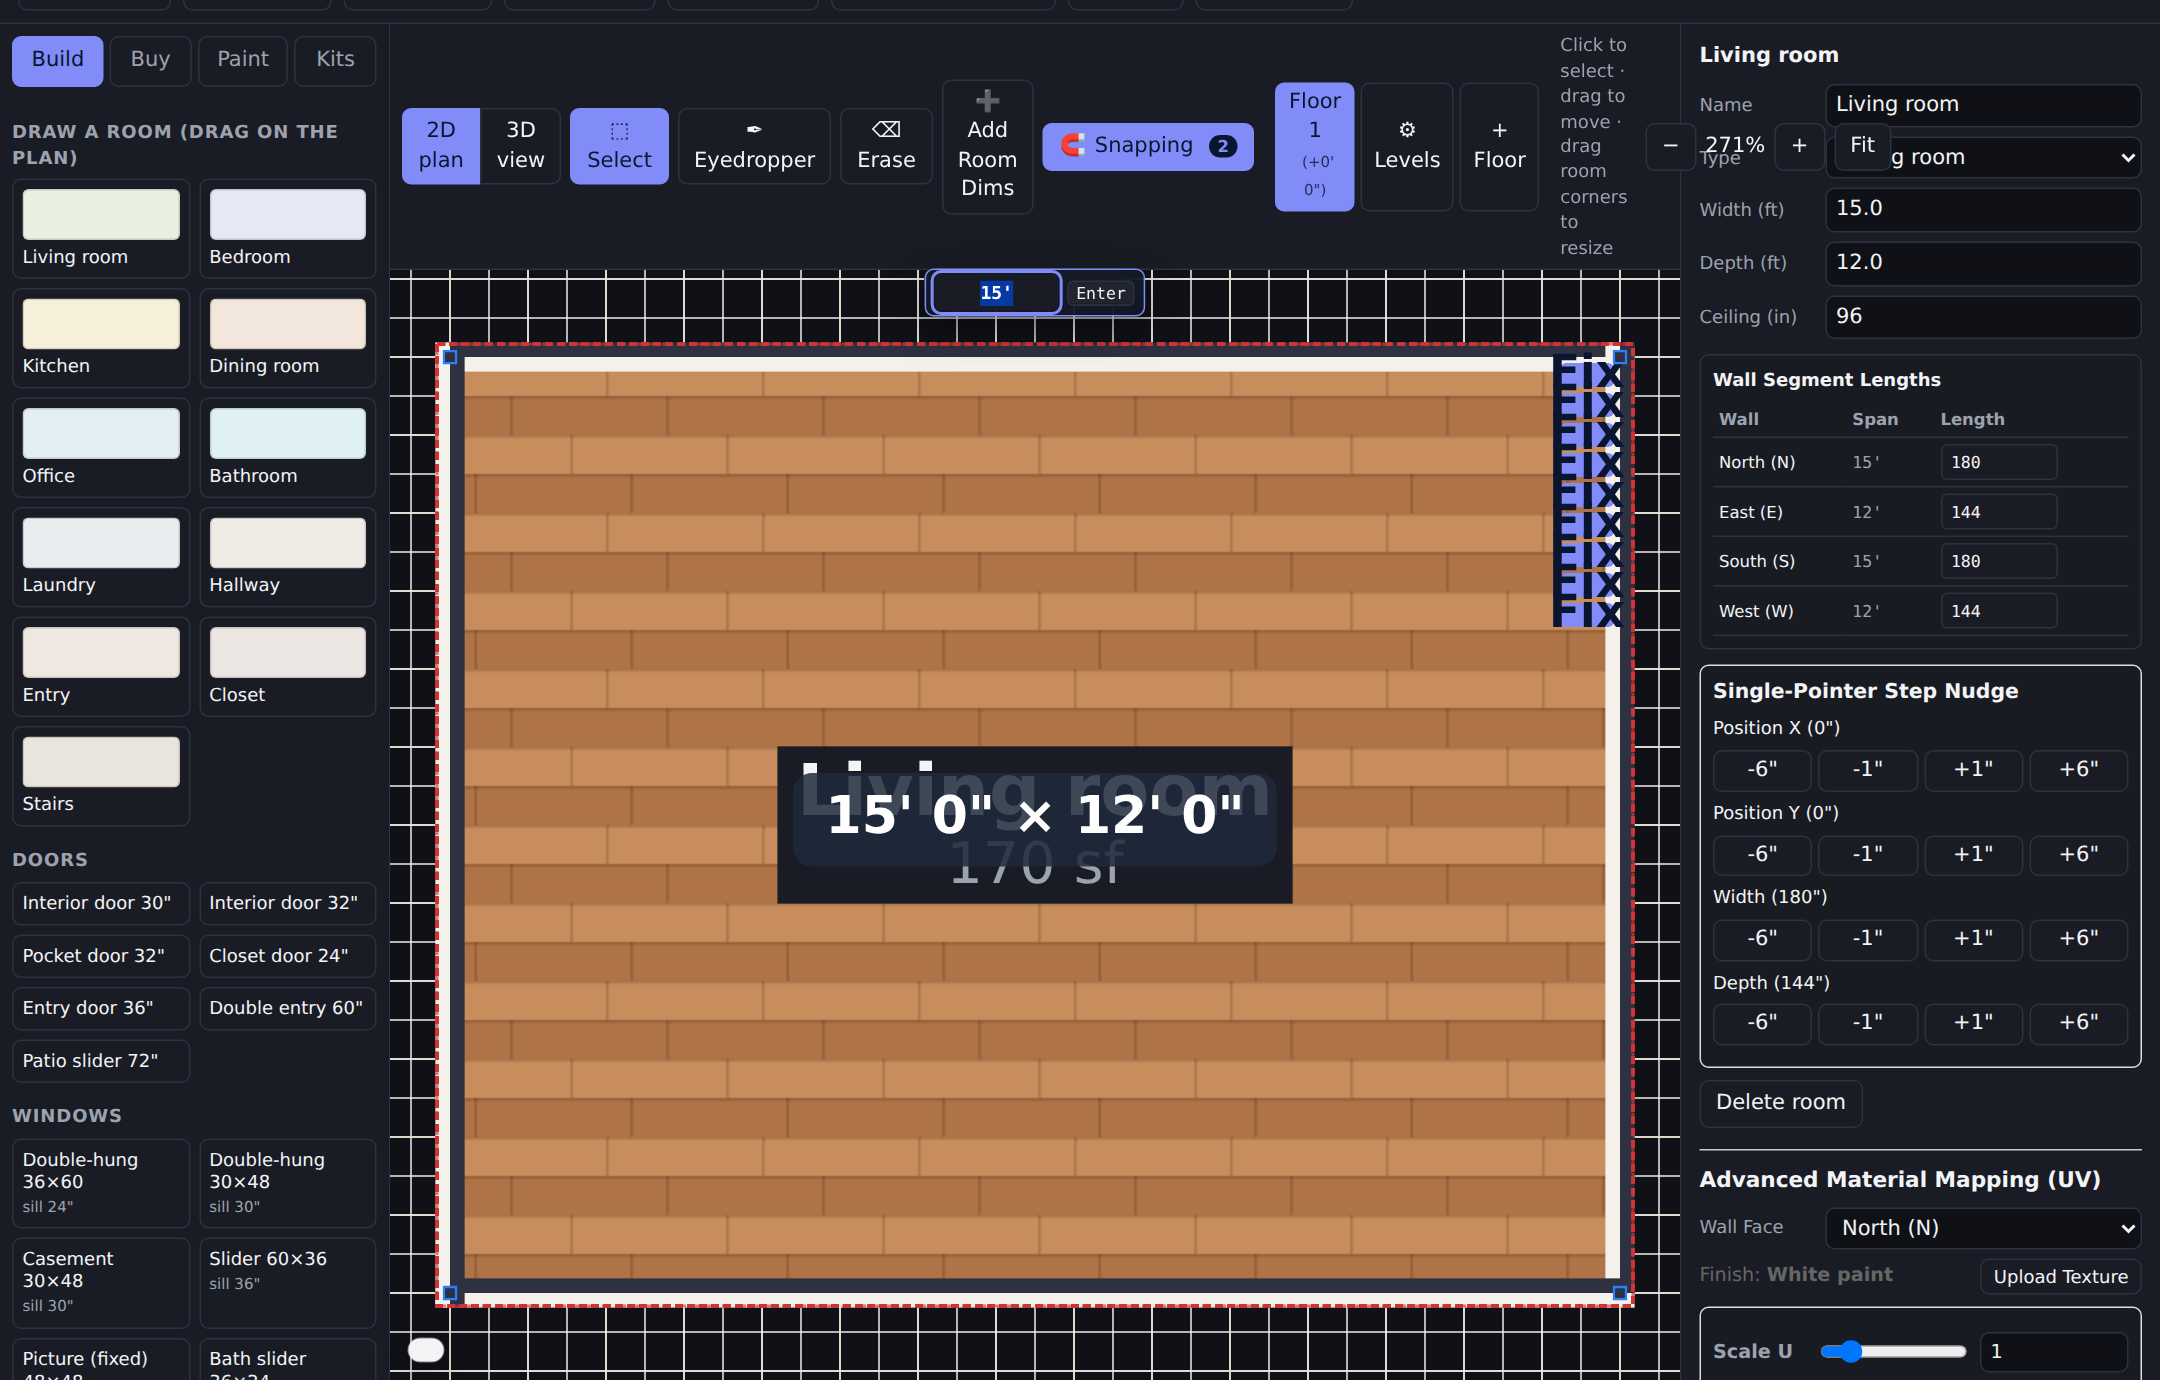 Build
Buy
Paint
Kits
DRAW A ROOM (DRAG ON THE
PLAN)
Living room
Bedroom
Kitchen
Dining room
Office
Bathroom
Laundry
Hallway
Entry
Closet
Stairs
DOORS
Interior door 30"
Interior door 32"
Pocket door 32"
Closet door 24"
Entry door 36"
Double entry 60"
Patio slider 72"
WINDOWS
Double-hung
36×60
sill 24"
Double-hung
30×48
sill 30"
Casement
30×48
sill 30"
Slider 60×36
sill 36"
Picture (fixed)
Bath slider
2D
plan
3D
view
Select
Eyedropper
Erase
Add
Room
Dims
Snapping 2
Floor
1
(+0'
0")
Levels
+
Floor
Click to
select ·
drag to
move ·
drag
room
corners
to
resize
− 271% + Fit
15' Enter
Living room
15' 0" × 12' 0"
170 sf
Living room
Name Living room
Type g room
Width (ft) 15.0
Depth (ft) 12.0
Ceiling (in) 96
Wall Segment Lengths
Wall Span Length
North (N) 15' 180
East (E) 12' 144
South (S) 15' 180
West (W) 12' 144
Single-Pointer Step Nudge
Position X (0")
-6" -1" +1" +6"
Position Y (0")
-6" -1" +1" +6"
Width (180")
-6" -1" +1" +6"
Depth (144")
-6" -1" +1" +6"
Delete room
Advanced Material Mapping (UV)
Wall Face North (N)
Finish: White paint Upload Texture
Scale U 1